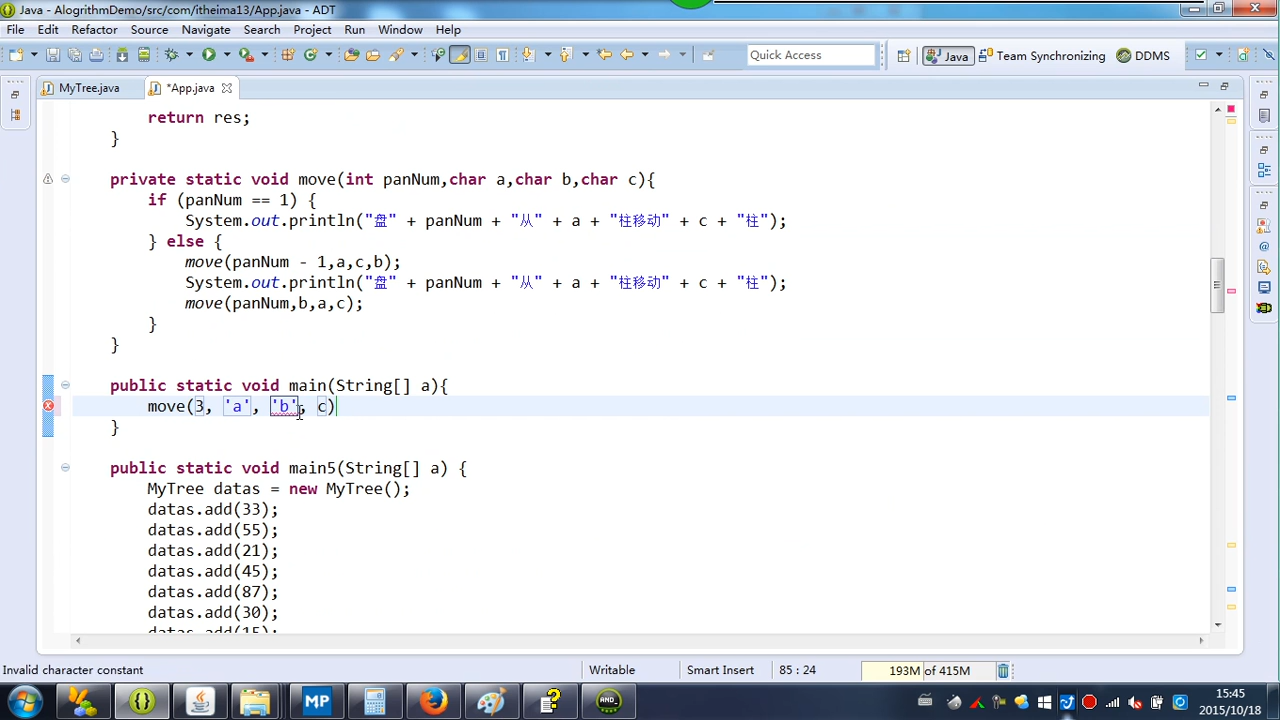 Java - AlogrithmDemo/src/com/itheima13/App.java - ADT
File Edit Refactoring Source Navigate Search Project Run Window Help
Quick Access Java Team Synchronizing DDMS
MyTree.java *App.java
return res;
}
private static void move(int panNum,char a,char b,char c){
if (panNum == 1) {
System.out.println("盘" + panNum + "从" + a + "柱移动" + c + "柱");
} else {
move(panNum - 1,a,c,b);
System.out.println("盘" + panNum + "从" + a + "柱移动" + c + "柱");
move(panNum,b,a,c);
}
}
public static void main(String[] a){
move(3, 'a', 'b', c)
}
public static void main5(String[] a) {
MyTree datas = new MyTree();
datas.add(33);
datas.add(55);
datas.add(21);
datas.add(45);
datas.add(87);
datas.add(30);
datas.add(15);
Invalid character constant Writable Smart Insert 85 : 24 193M of 415M
MP AND_ 15:45
2015/10/18